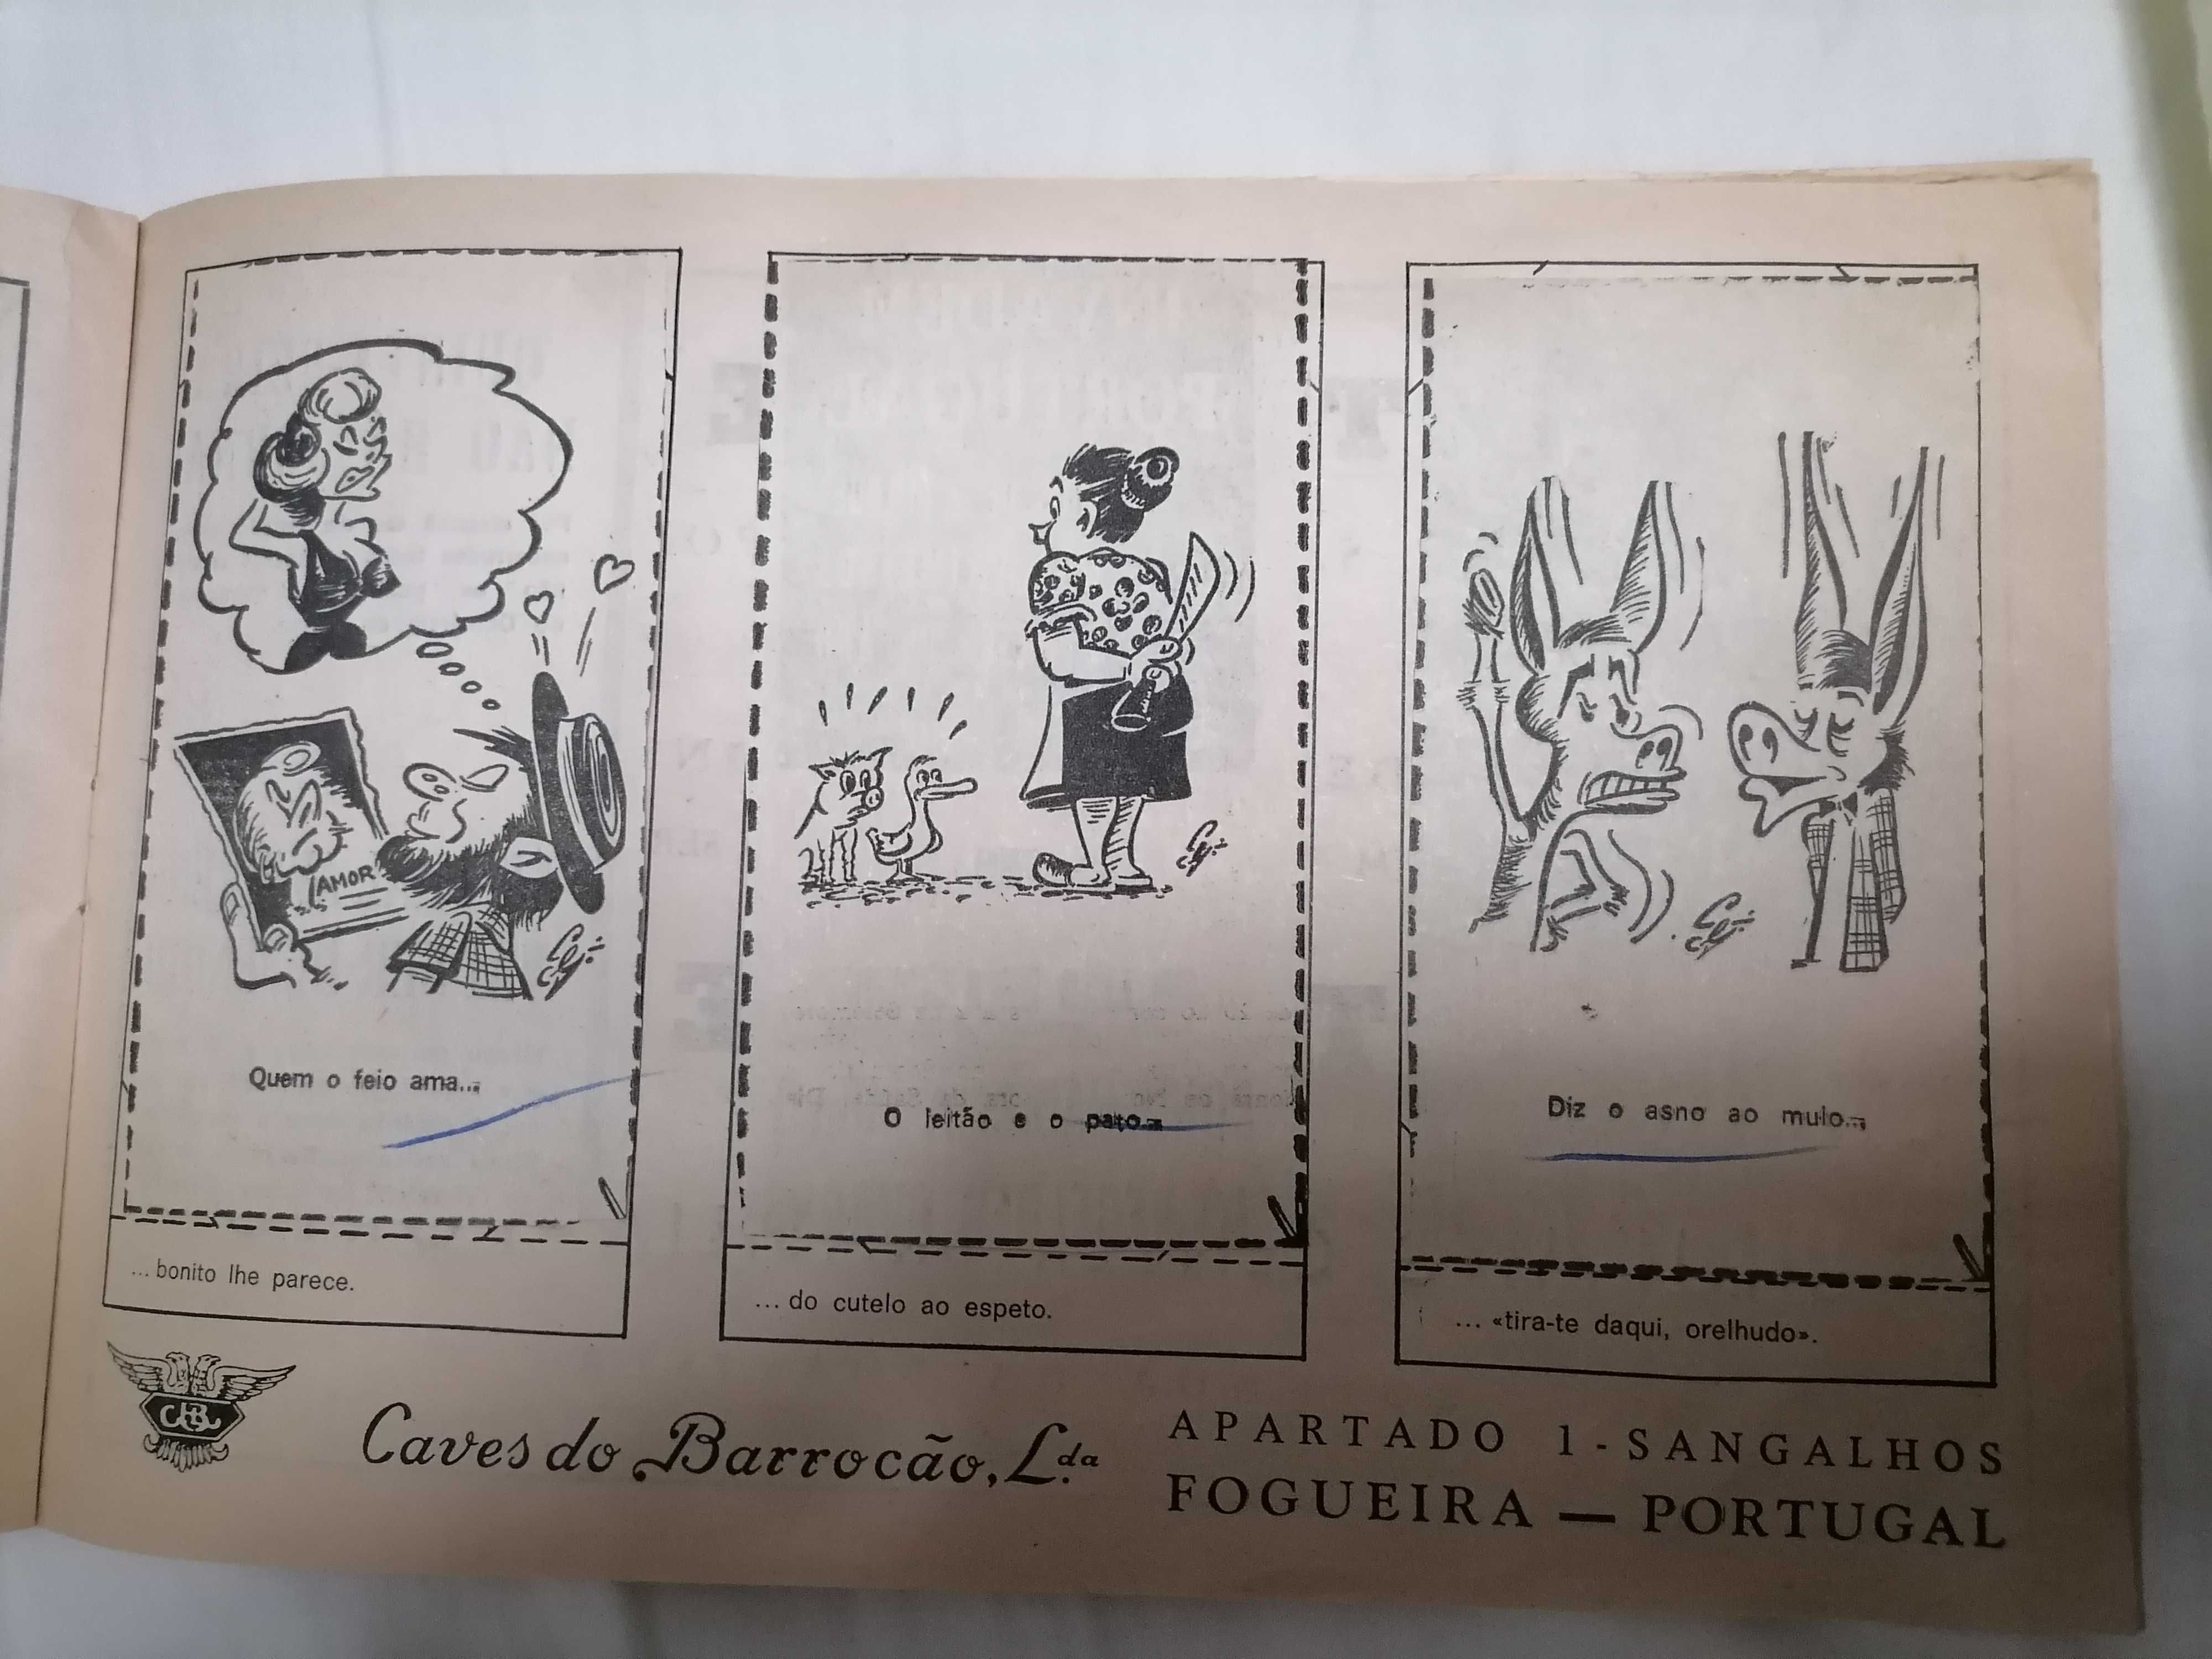 AMOR
Quem o feio ama...
... bonito lhe parece.
O leitão e o pato...
... do cutelo ao espeto.
Diz o asno ao mulo...
... «tira-te daqui, orelhudo».
CB
Caves do Barrocão, L.da
APARTADO 1 - SANGALHOS
FOGUEIRA — PORTUGAL